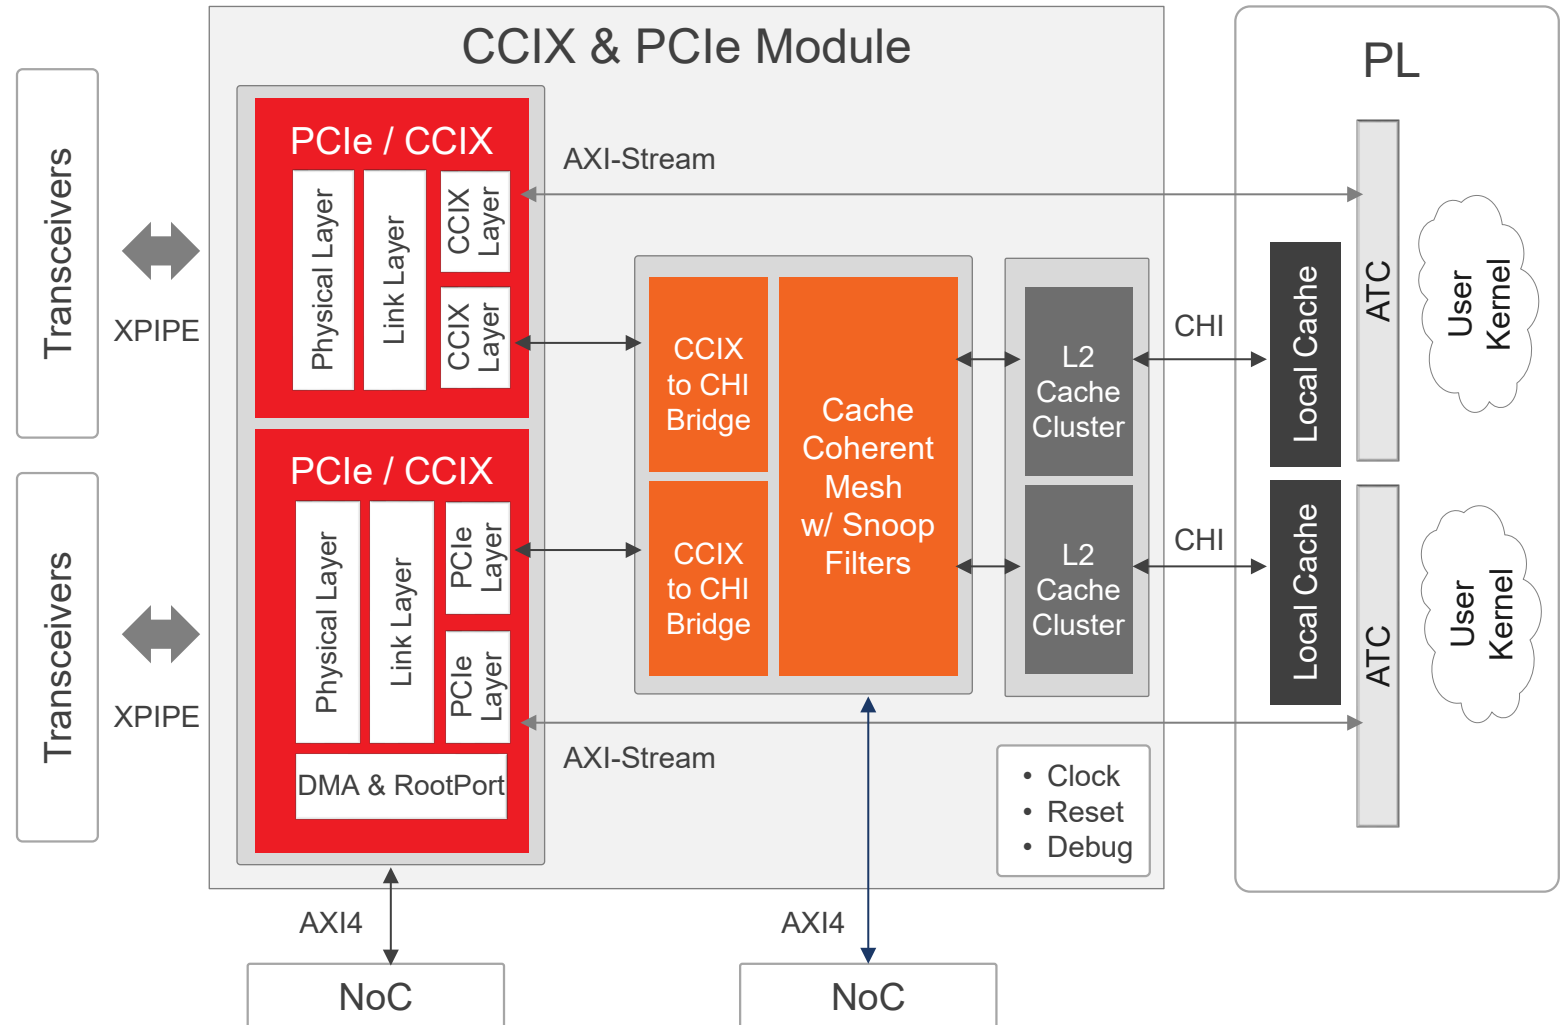 CCIX & PCIe Module
PL
Transceivers
XPIPE
Transceivers
XPIPE
PCIe / CCIX
Physical Layer
Link Layer
CCIX
Layer
CCIX
Layer
PCIe / CCIX
Physical Layer
Link Layer
PCIe
Layer
PCIe
Layer
DMA & RootPort
AXI-Stream
CCIX
to CHI
Bridge
CCIX
to CHI
Bridge
Cache
Coherent
Mesh
w/ Snoop
Filters
L2
Cache
Cluster
L2
Cache
Cluster
CHI
CHI
Local Cache
Local Cache
ATC
ATC
User
Kernel
User
Kernel
AXI-Stream
• Clock
• Reset
• Debug
AXI4
AXI4
NoC
NoC